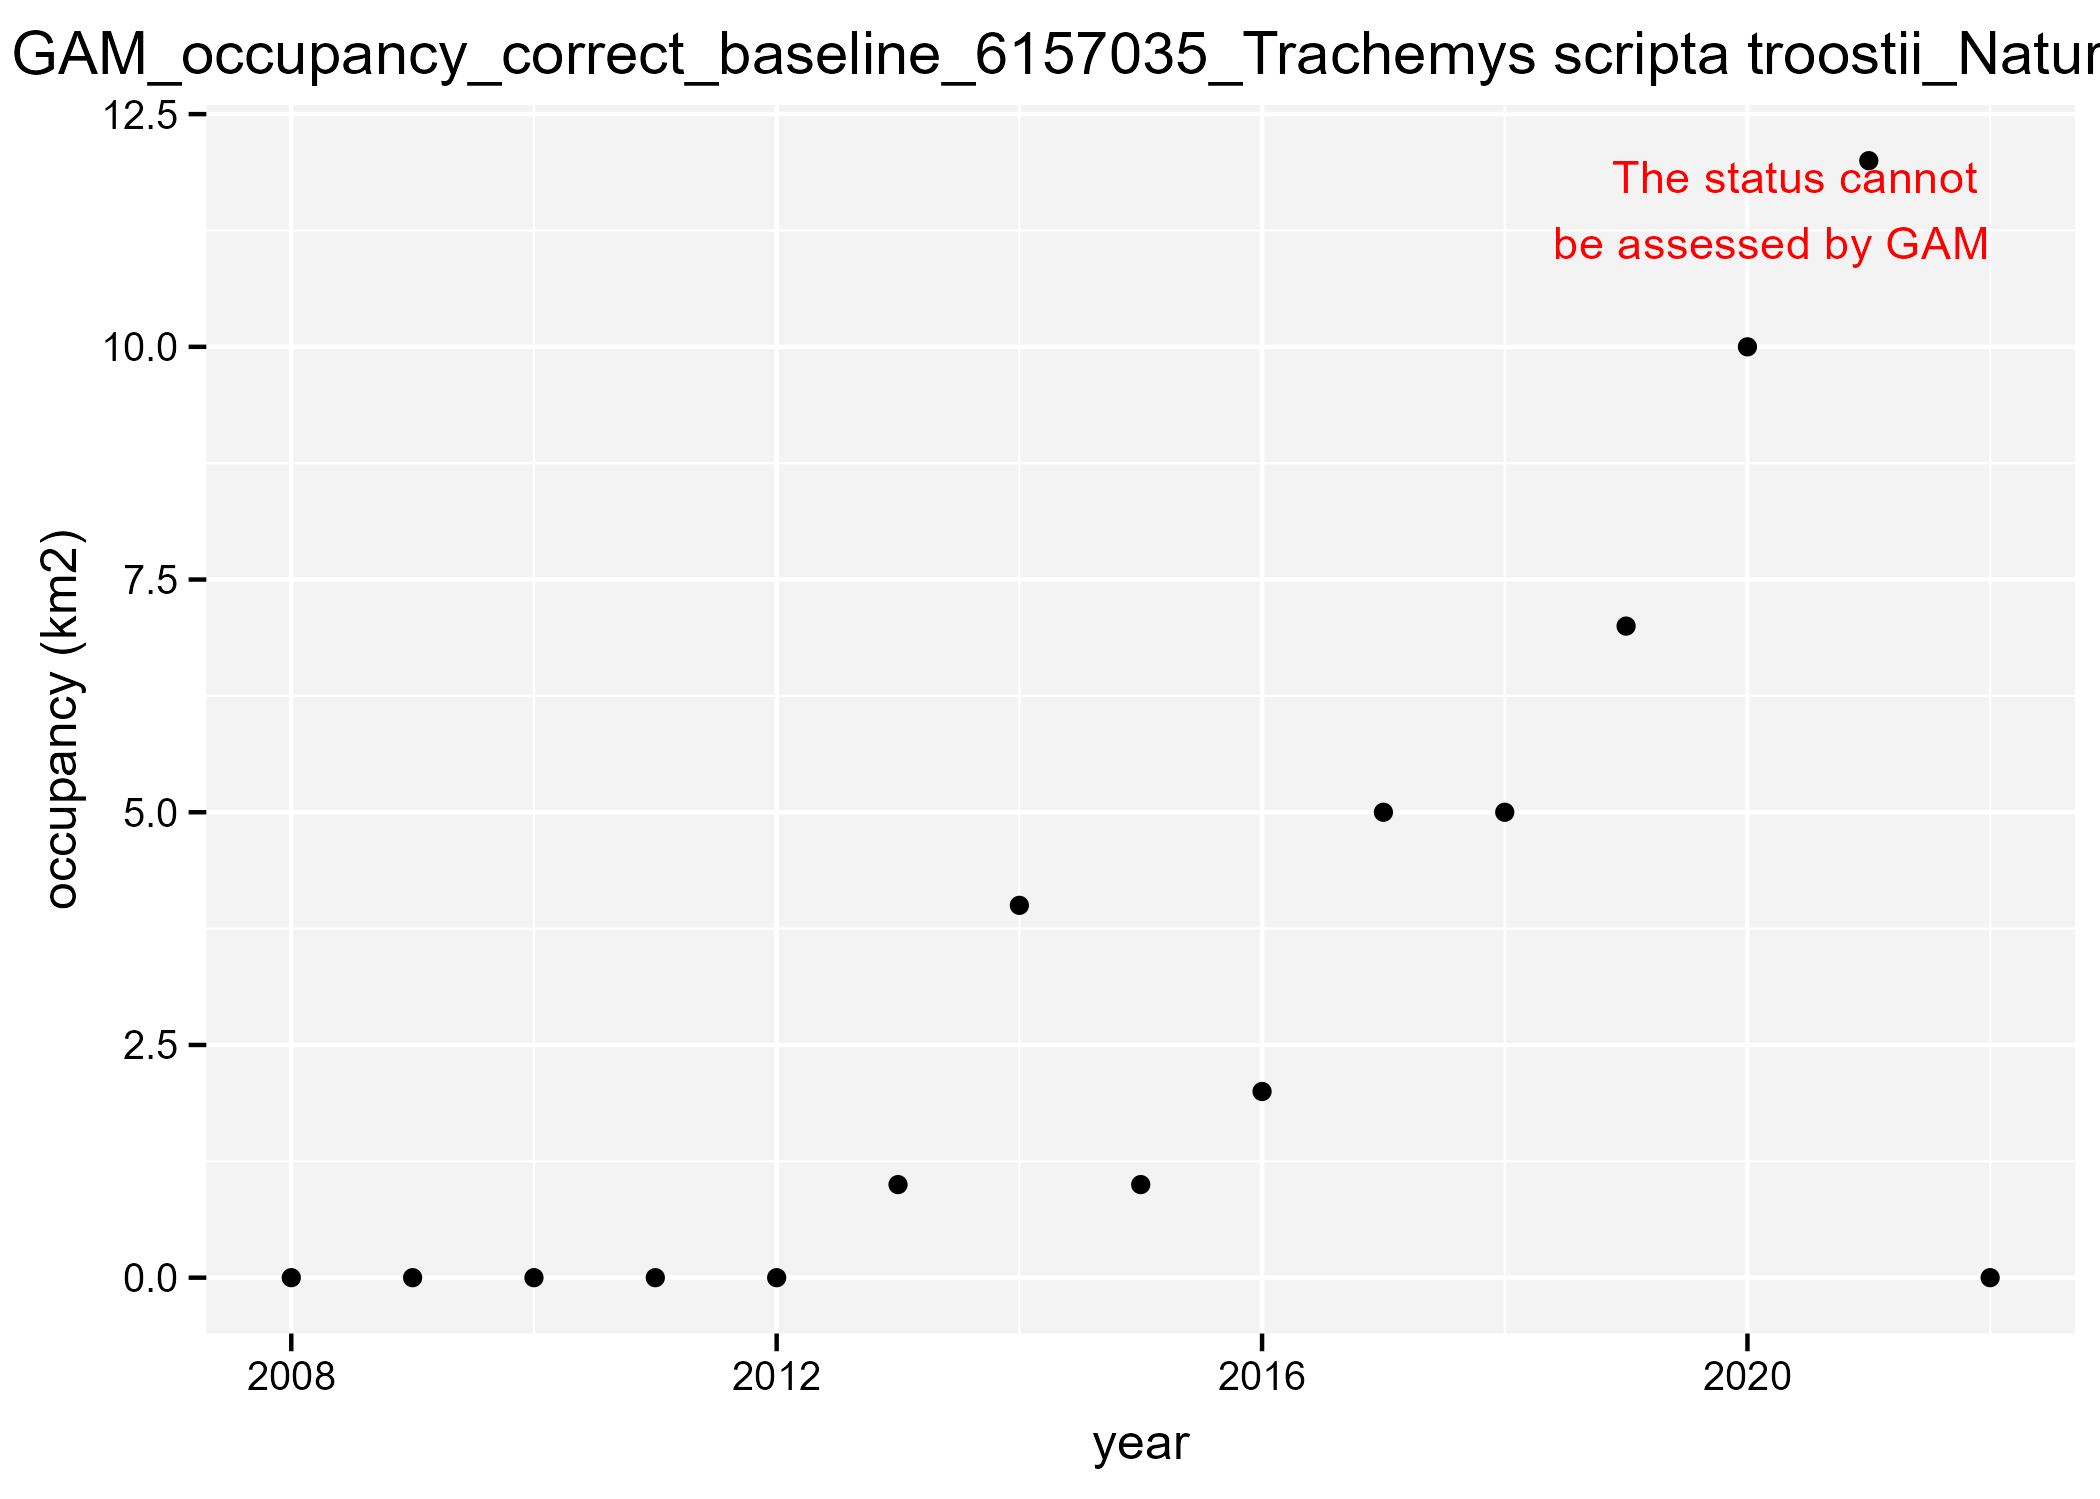 GAM_occupancy_correct_baseline_6157035_Trachemys scripta troostii_Natur
12.5
The status cannot
be assessed by GAM
10.0
7.5
occupancy (km2)
5.0
2.5
0.0
2008 2012 2016 2020
year